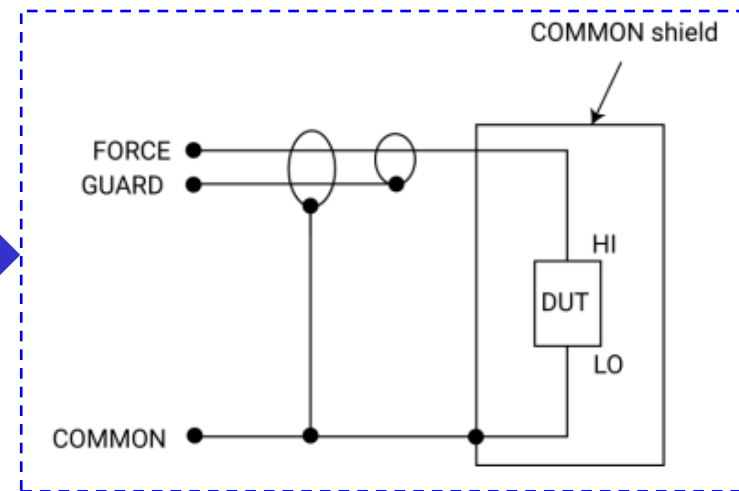 COMMON shield
FORCE
GUARD
HI
DUT
LO
COMMON